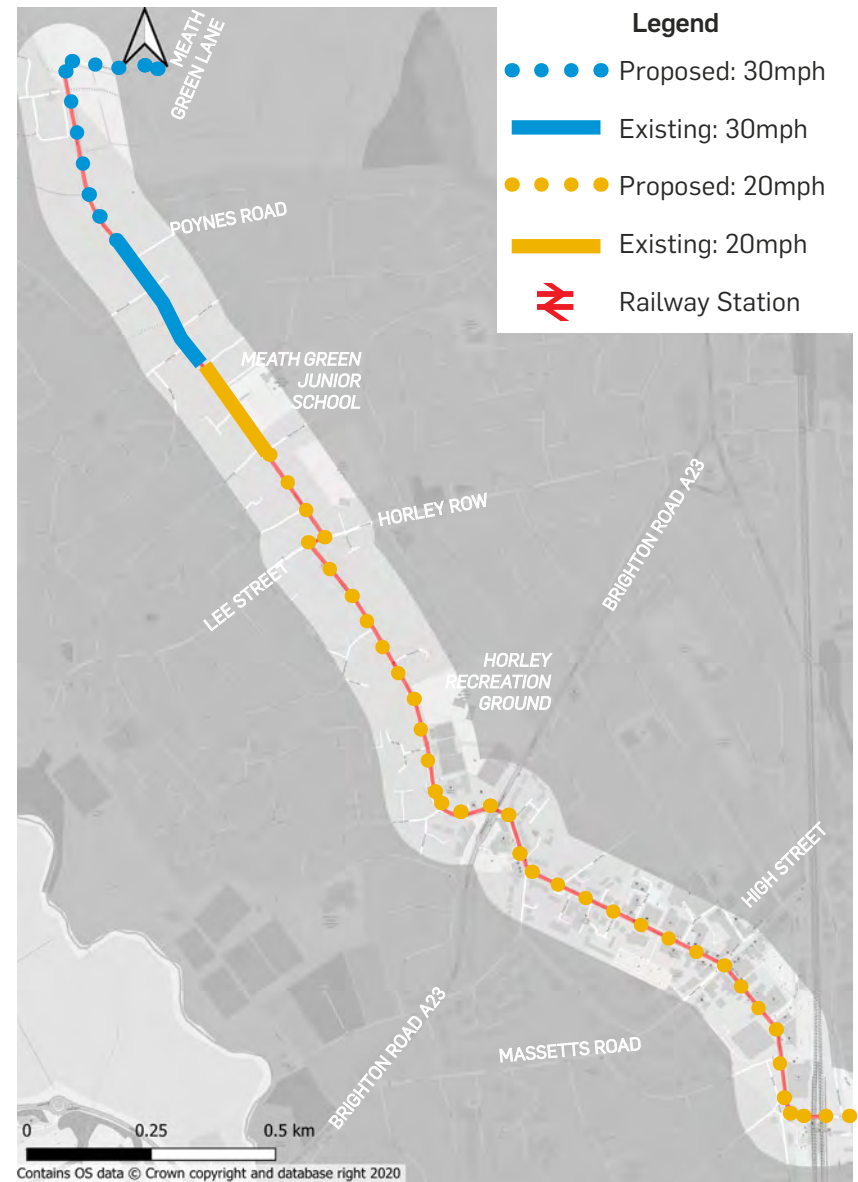 Legend
Proposed: 30mph
Existing: 30mph
Proposed: 20mph
Existing: 20mph
Railway Station
MEATH
GREEN LANE
POYNES ROAD
MEATH GREEN
JUNIOR
SCHOOL
HORLEY ROW
BRIGHTON ROAD A23
LEE STREET
HORLEY
RECREATION
GROUND
HIGH STREET
MASSETTS ROAD
BRIGHTON ROAD A23
0 0.25 0.5 km
Contains OS data © Crown copyright and database right 2020